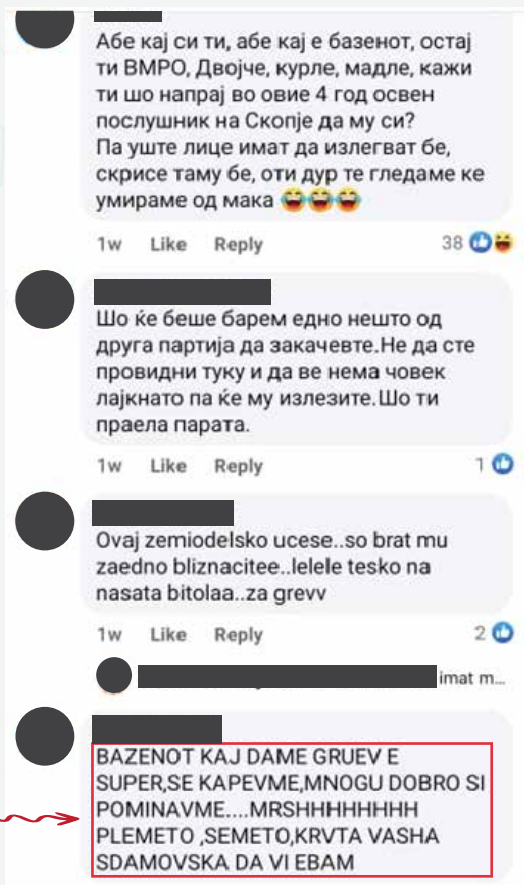 Абе кај си ти, абе кај е базенот, остај
ти ВМРО, Двојче, курле, мадле, кажи
ти шо напрај во овие 4 год освен
послушник на Скопје да му си?
Па уште лице имат да излегват бе,
скрисе таму бе, оти дур те гледаме ке
умираме од мака 😂😂😂
1w Like Reply 38
Шо ќе беше барем едно нешто од
друга партија да закачевте.Не да сте
провидни туку и да ве нема човек
лајкнато па ќе му излезите.Шо ти
праела парата.
1w Like Reply 1
Ovaj zemiodelsko ucese..so brat mu
zaedno bliznacitee..lelele tesko na
nasata bitolaa..za grevv
1w Like Reply 2
imat m...
BAZENOT KAJ DAME GRUEV E
SUPER,SE KAPEVME,MNOGU DOBRO SI
POMINAVME....MRSHHHHHHHH
PLEMETO ,SEMETO,KRVTA VASHA
SDAMOVSKA DA VI EBAM